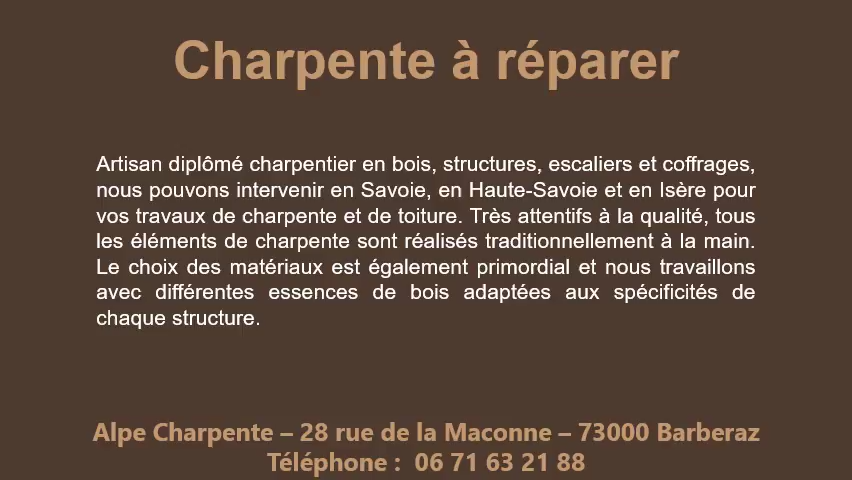 Charpente à réparer
Artisan diplômé charpentier en bois, structures, escaliers et coffrages,
nous pouvons intervenir en Savoie, en Haute-Savoie et en Isère pour
vos travaux de charpente et de toiture. Très attentifs à la qualité, tous
les éléments de charpente sont réalisés traditionnellement à la main.
Le choix des matériaux est également primordial et nous travaillons
avec différentes essences de bois adaptées aux spécificités de
chaque structure.
Alpe Charpente – 28 rue de la Maconne – 73000 Barberaz
Téléphone : 06 71 63 21 88